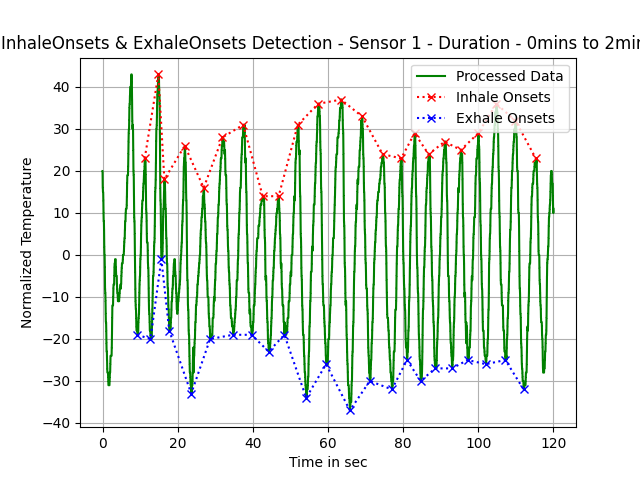 InhaleOnsets & ExhaleOnsets Detection - Sensor 1 - Duration - 0mins to 2mir
Processed Data
Inhale Onsets
Exhale Onsets
Normalized Temperature
40
30
20
10
0
−10
−20
−30
−40
0 20 40 60 80 100 120
Time in sec